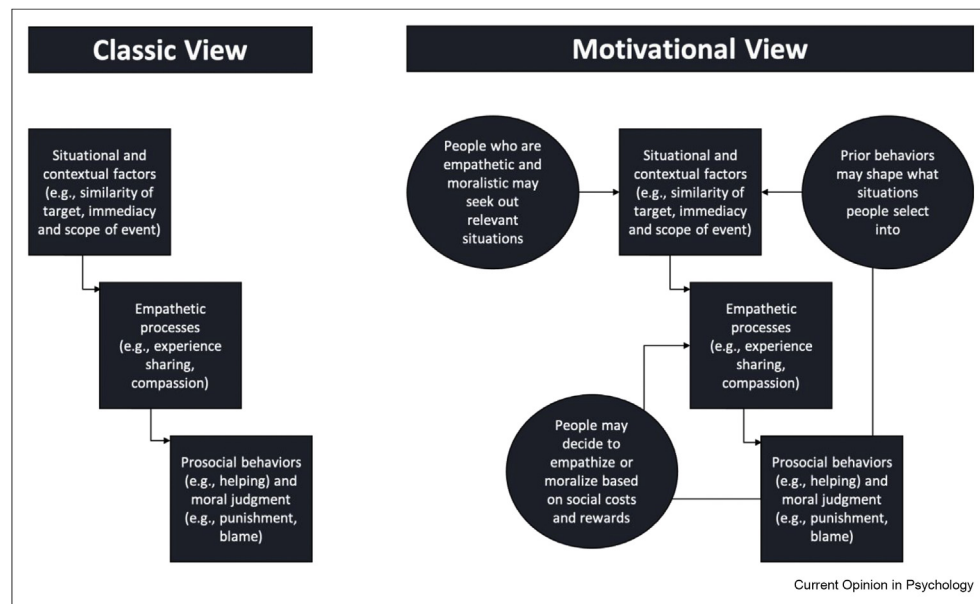 Classic View
Situational and
contextual factors
(e.g., similarity of
target, immediacy
and scope of event)
Empathetic
processes
(e.g., experience
sharing,
compassion)
Prosocial behaviors
(e.g., helping) and
moral judgment
(e.g., punishment,
blame)
Motivational View
People who are
empathetic and
moralistic may
seek out
relevant
situations
Situational and
contextual factors
(e.g., similarity of
target, immediacy
and scope of event)
Prior behaviors
may shape what
situations
people select
into
Empathetic
processes
(e.g., experience
sharing,
compassion)
People may
decide to
empathize or
moralize based
on social costs
and rewards
Prosocial behaviors
(e.g., helping) and
moral judgment
(e.g., punishment,
blame)
Current Opinion in Psychology